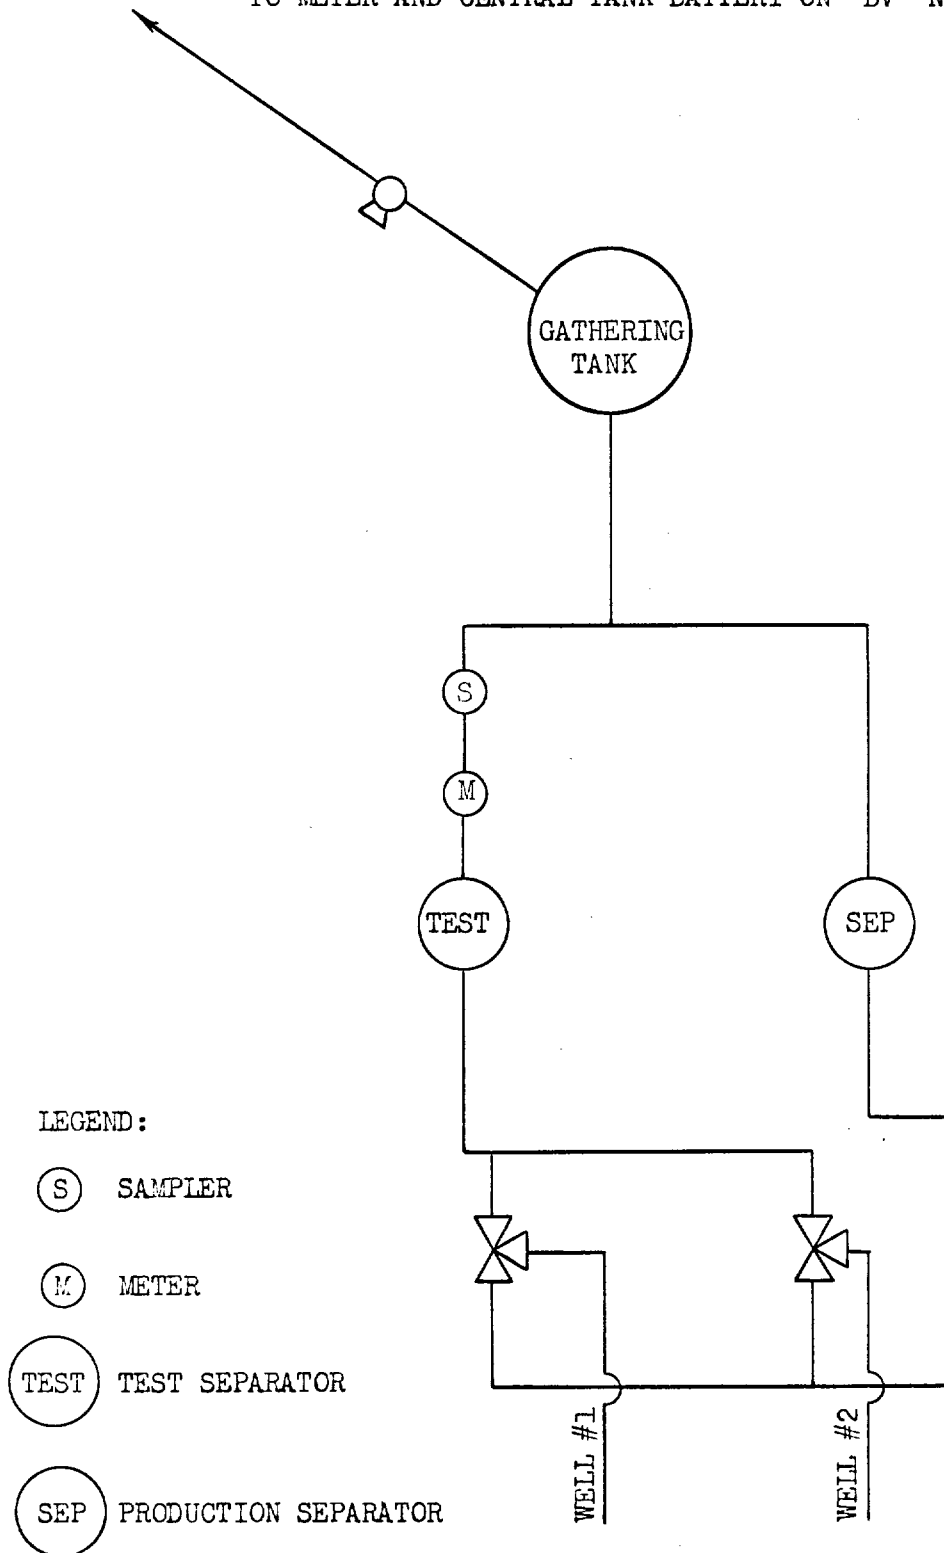 TO METER AND CENTRAL TANK BATTERY ON "BV" N
GATHERING
TANK
S
M
TEST
SEP
LEGEND:
S SAMPLER
M METER
TEST TEST SEPARATOR
SEP PRODUCTION SEPARATOR
WELL #1
WELL #2